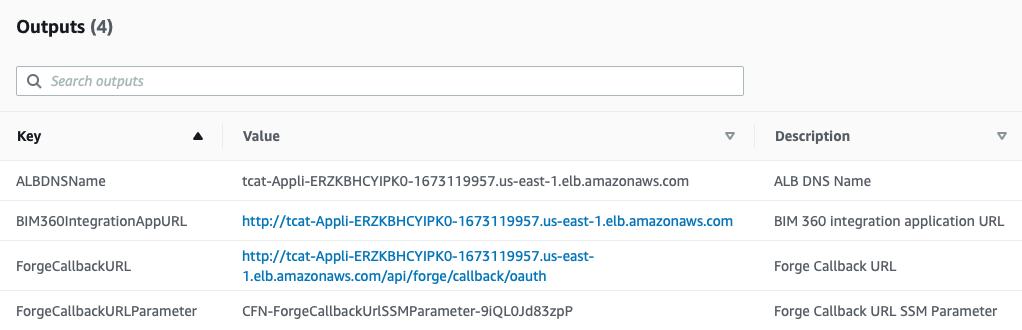 Outputs (4)
Search outputs
Key Value Description
ALBDNSName tcat-Appli-ERZKBHCYIPK0-1673119957.us-east-1.elb.amazonaws.com ALB DNS Name
BIM360IntegrationAppURL http://tcat-Appli-ERZKBHCYIPK0-1673119957.us-east-1.elb.amazonaws.com BIM 360 integration application URL
http://tcat-Appli-ERZKBHCYIPK0-1673119957.us-east-
ForgeCallbackURL Forge Callback URL
1.elb.amazonaws.com/api/forge/callback/oauth
ForgeCallbackURLParameter CFN-ForgeCallbackUrlSSMParameter-9iQL0Jd83zpP Forge Callback URL SSM Parameter